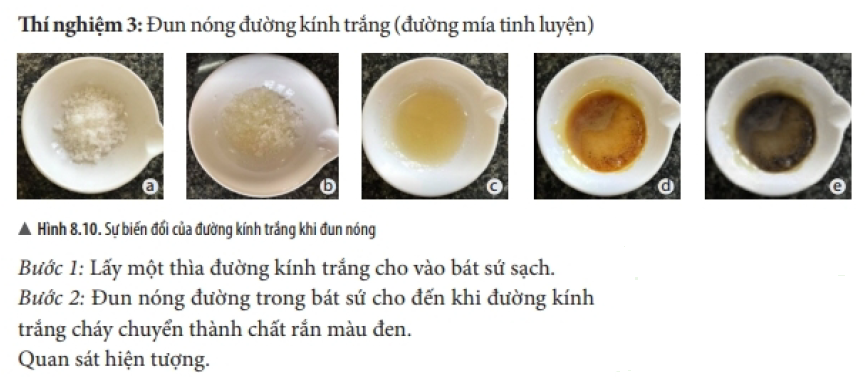 Thí nghiệm 3: Đun nóng đường kính trắng (đường mía tinh luyện)
a b c d e
▲ Hình 8.10. Sự biến đổi của đường kính trắng khi đun nóng
Bước 1: Lấy một thìa đường kính trắng cho vào bát sứ sạch.
Bước 2: Đun nóng đường trong bát sứ cho đến khi đường kính
trắng cháy chuyển thành chất rắn màu đen.
Quan sát hiện tượng.